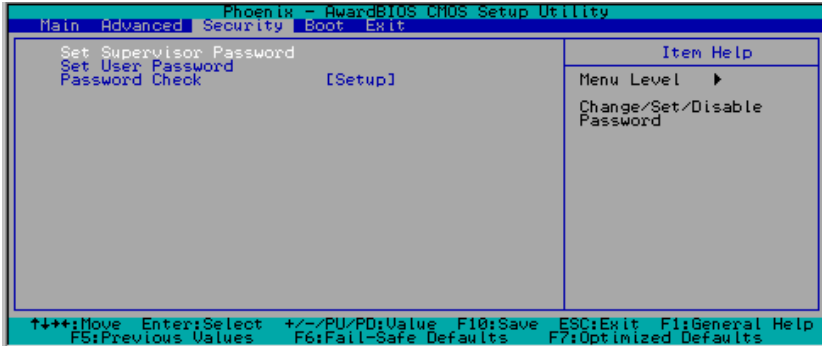 Phoenix - AwardBIOS CMOS Setup Utility
Main Advanced Security Boot Exit
Set Supervisor Password
Set User Password
Password Check [Setup]
Item Help
Menu Level ▶
Change/Set/Disable
Password
↑↓→←:Move Enter:Select +/-/PU/PD:Value F10:Save ESC:Exit F1:General Help
F5:Previous Values F6:Fail-Safe Defaults F7:Optimized Defaults